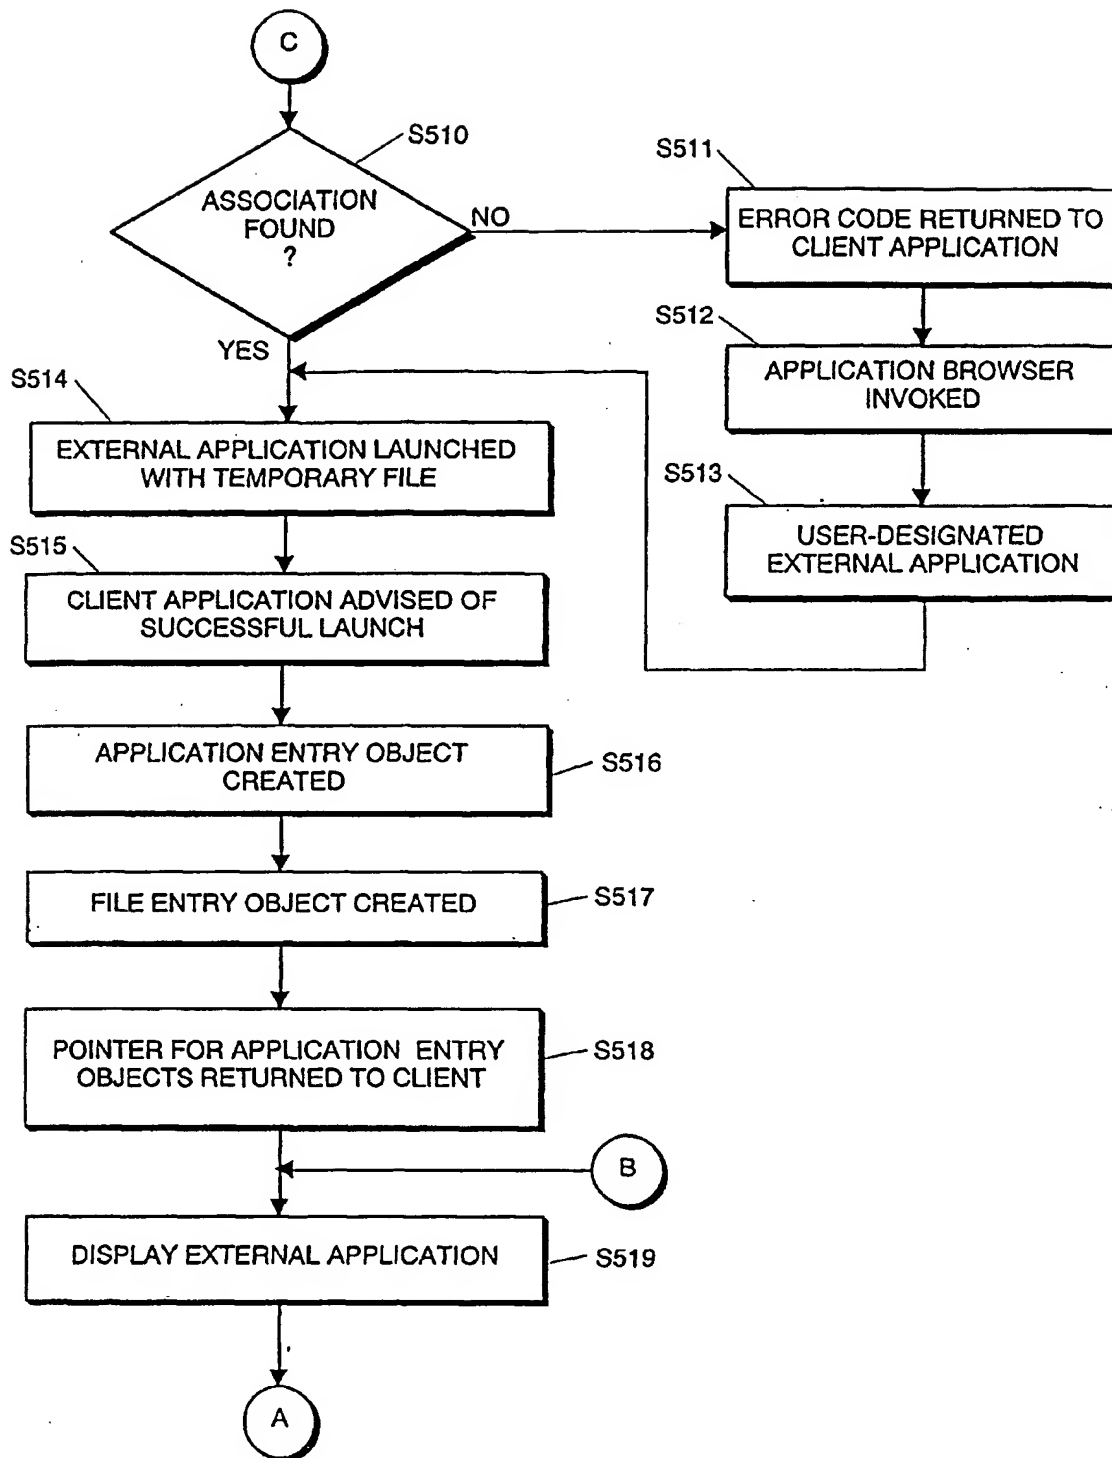 C
S510
ASSOCIATION
FOUND
?
NO
YES
S511
ERROR CODE RETURNED TO
CLIENT APPLICATION
S512
APPLICATION BROWSER
INVOKED
S513
USER-DESIGNATED
EXTERNAL APPLICATION
S514
EXTERNAL APPLICATION LAUNCHED
WITH TEMPORARY FILE
S515
CLIENT APPLICATION ADVISED OF
SUCCESSFUL LAUNCH
APPLICATION ENTRY OBJECT
CREATED
S516
FILE ENTRY OBJECT CREATED
S517
POINTER FOR APPLICATION ENTRY
OBJECTS RETURNED TO CLIENT
S518
B
DISPLAY EXTERNAL APPLICATION
S519
A